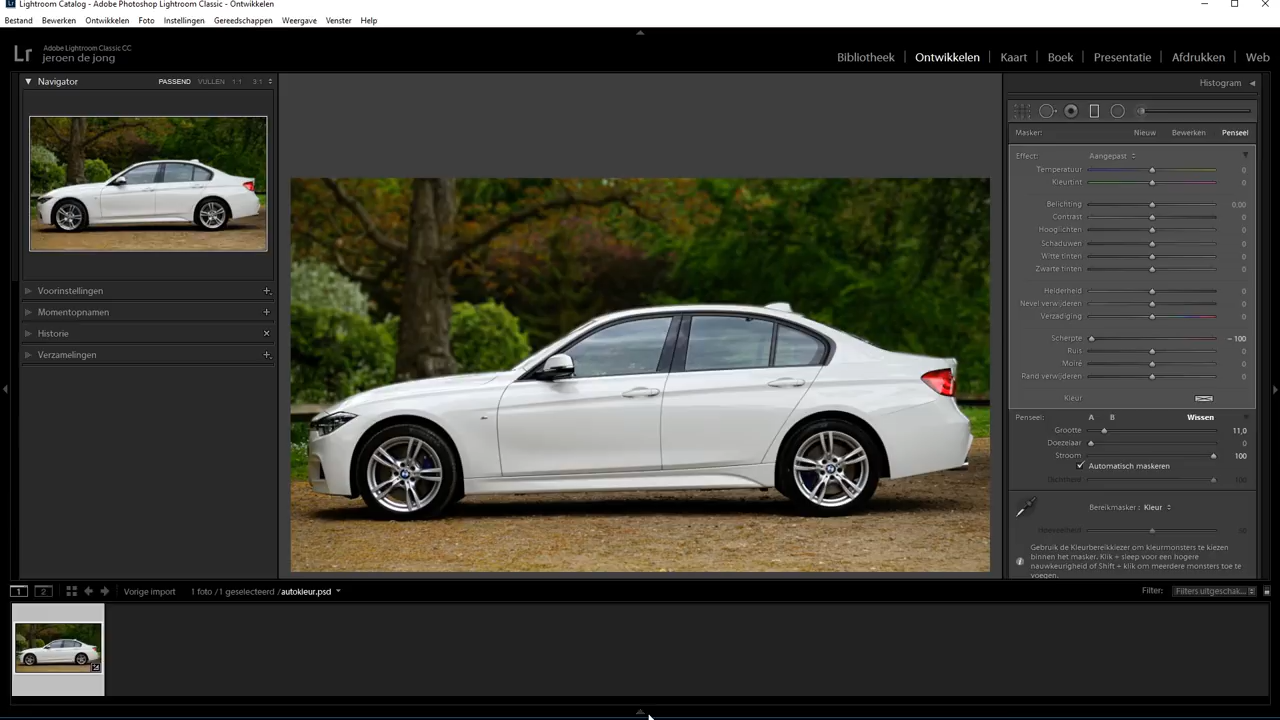 Lightroom Catalog - Adobe Photoshop Lightroom Classic - Ontwikkelen
Bestand Bewerken Ontwikkelen Foto Instellingen Gereedschappen Weergave Venster Help
Lr
Adobe Lightroom Classic CC
jeroen de jong
Bibliotheek Ontwikkelen Kaart Boek Presentatie Afdrukken Web
Navigator PASSEND VULLEN 1:1 3:1
Voorinstellingen
Momentopnamen
Historie
Verzamelingen
Histogram
Masker: Nieuw Bewerken Penseel
Effect: Aangepast
Temperatuur 0
Kleurtint 0
Belichting 0,00
Contrast 0
Hooglichten 0
Schaduwen 0
Witte tinten 0
Zwarte tinten 0
Helderheid 0
Nevel verwijderen 0
Verzadiging 0
Scherpte - 100
Ruis 0
Moiré 0
Rand verwijderen 0
Kleur
Penseel: A B Wissen
Grootte 11,0
Doezelaar 0
Stroom 100
Automatisch maskeren
Dichtheid 100
Bereikmasker : Kleur
Hoeveelheid 50
Gebruik de Kleurbereikkiezer om kleurmonsters te kiezen
binnen het masker. Klik + sleep voor een hogere
nauwkeurigheid of Shift + klik om meerdere monsters toe te
voegen.
1 2 Vorige import 1 foto /1 geselecteerd /autokleur.psd
Filter: Filters uitgeschak...